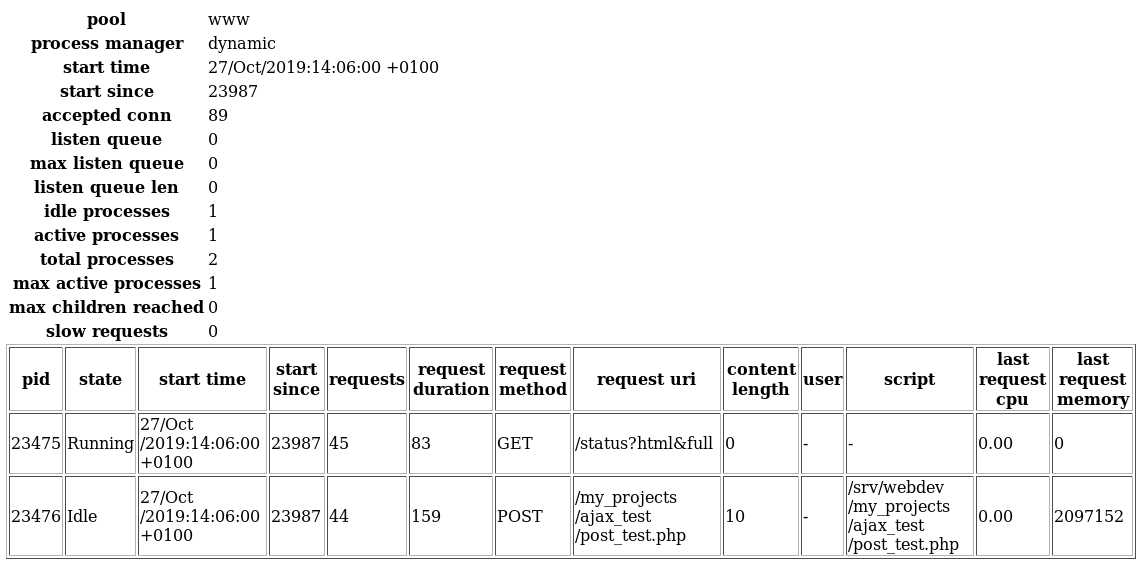 pool www
process manager dynamic
start time 27/Oct/2019:14:06:00 +0100
start since 23987
accepted conn 89
listen queue 0
max listen queue 0
listen queue len 0
idle processes 1
active processes 1
total processes 2
max active processes 1
max children reached 0
slow requests 0
pid state start time start since requests request duration request method request uri content length user script last request cpu last request memory
23475 Running 27/Oct /2019:14:06:00 +0100 23987 45 83 GET /status?html&full 0 - - 0.00 0
23476 Idle 27/Oct /2019:14:06:00 +0100 23987 44 159 POST /my_projects /ajax_test /post_test.php 10 - /srv/webdev /my_projects /ajax_test /post_test.php 0.00 2097152